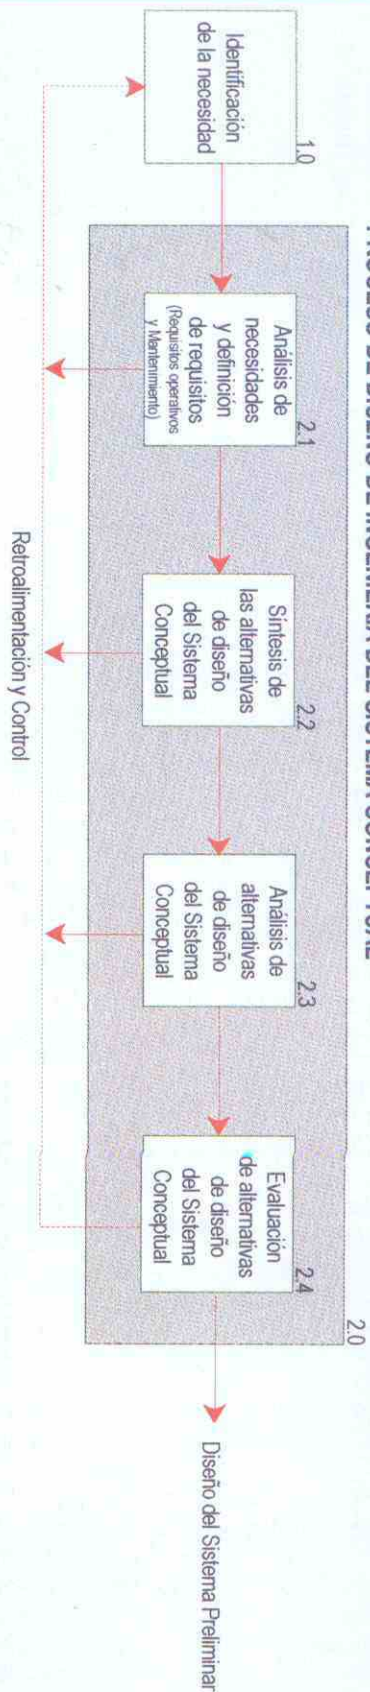 1.0
Identificación
de la necesidad
2.0
2.1
Análisis de
necesidades
y definición
de requisitos
(Requisitos operativos
y Mantenimiento)
2.2
Síntesis de
las alternativas
de diseño
del Sistema
Conceptual
2.3
Análisis de
alternativas
de diseño
del Sistema
Conceptual
2.4
Evaluación
de alternativas
de diseño
del Sistema
Conceptual
Diseño del Sistema Preliminar
Retroalimentación y Control